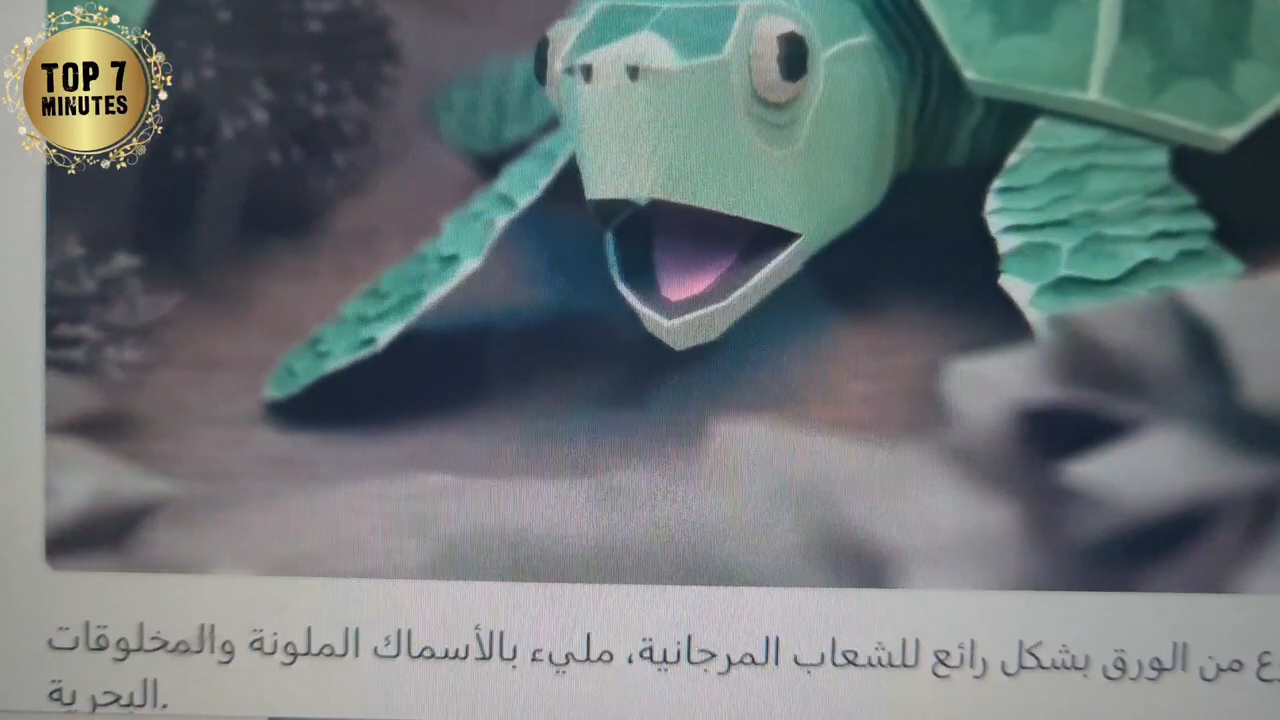 TOP 7
MINUTES
من الورق بشكل رائع للشعاب المرجانية، مليء بالأسماك الملونة والمخلوقات
البحرية.